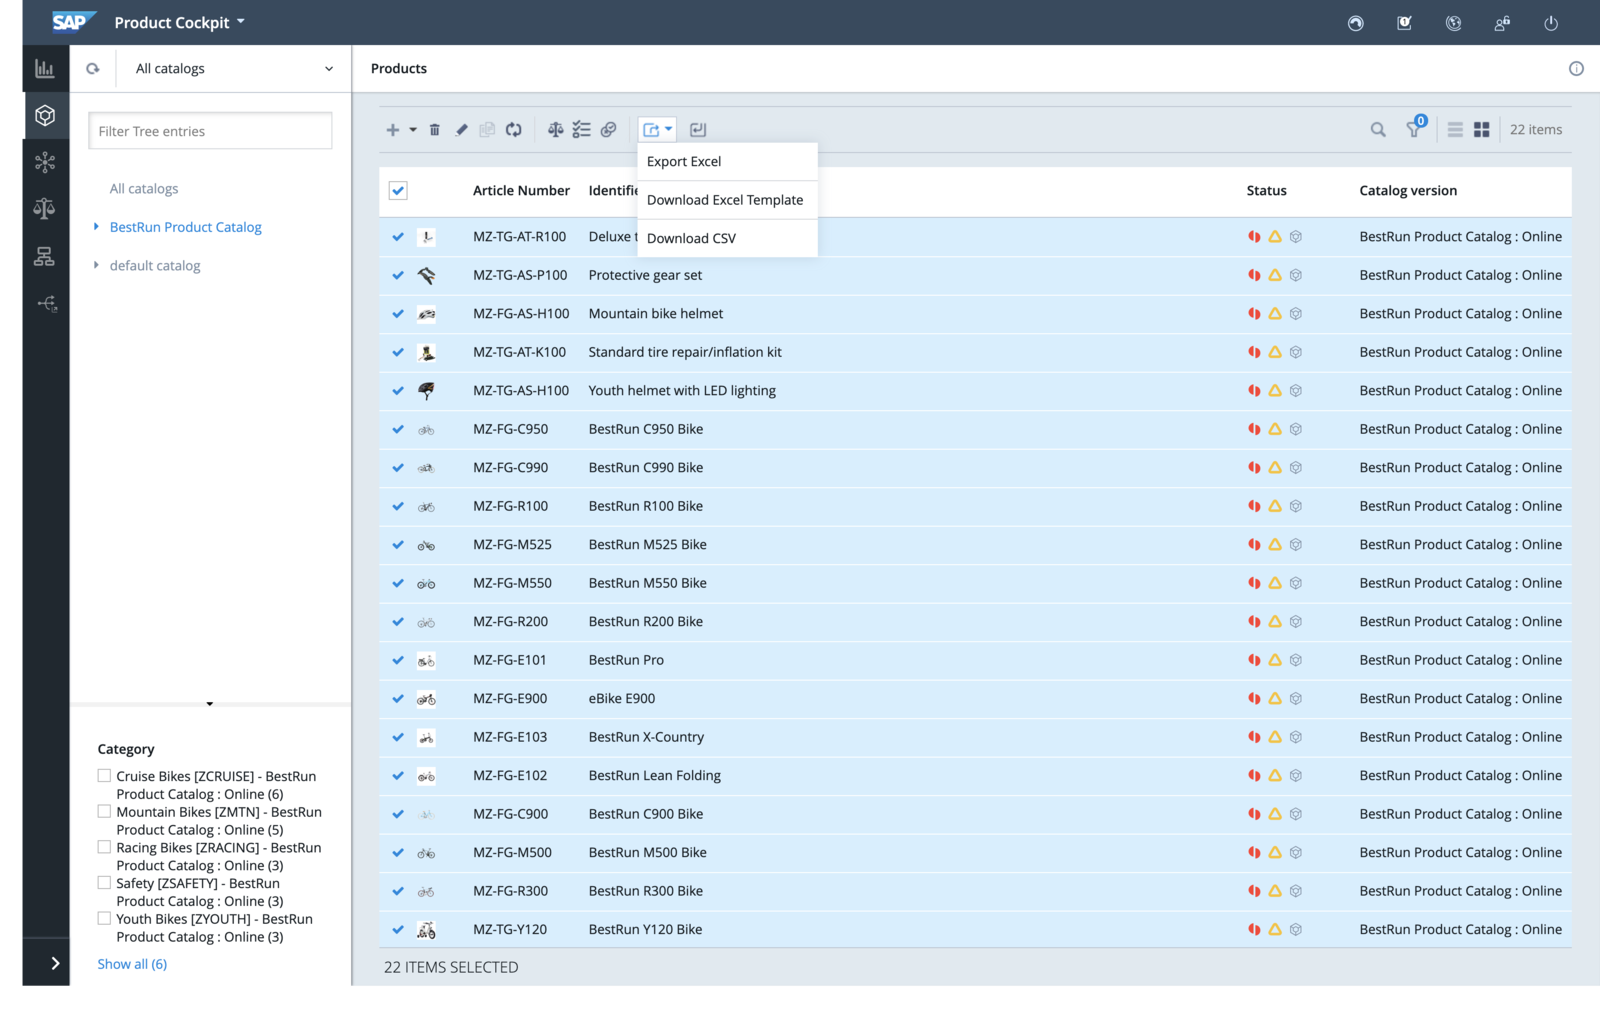 SAP Product Cockpit
All catalogs
Products
Filter Tree entries
0
22 items
All catalogs
BestRun Product Catalog
default catalog
Export Excel
Download Excel Template
Download CSV
Article Number Status Catalog version
MZ-TG-AT-R100 Deluxe BestRun Product Catalog : Online
MZ-TG-AS-P100 Protective gear set BestRun Product Catalog : Online
MZ-FG-AS-H100 Mountain bike helmet BestRun Product Catalog : Online
MZ-TG-AT-K100 Standard tire repair/inflation kit BestRun Product Catalog : Online
MZ-TG-AS-H100 Youth helmet with LED lighting BestRun Product Catalog : Online
MZ-FG-C950 BestRun C950 Bike BestRun Product Catalog : Online
MZ-FG-C990 BestRun C990 Bike BestRun Product Catalog : Online
MZ-FG-R100 BestRun R100 Bike BestRun Product Catalog : Online
MZ-FG-M525 BestRun M525 Bike BestRun Product Catalog : Online
MZ-FG-M550 BestRun M550 Bike BestRun Product Catalog : Online
MZ-FG-R200 BestRun R200 Bike BestRun Product Catalog : Online
MZ-FG-E101 BestRun Pro BestRun Product Catalog : Online
MZ-FG-E900 eBike E900 BestRun Product Catalog : Online
MZ-FG-E103 BestRun X-Country BestRun Product Catalog : Online
MZ-FG-E102 BestRun Lean Folding BestRun Product Catalog : Online
MZ-FG-C900 BestRun C900 Bike BestRun Product Catalog : Online
MZ-FG-M500 BestRun M500 Bike BestRun Product Catalog : Online
MZ-FG-R300 BestRun R300 Bike BestRun Product Catalog : Online
MZ-TG-Y120 BestRun Y120 Bike BestRun Product Catalog : Online
22 ITEMS SELECTED
Category
Cruise Bikes [ZCRUISE] - BestRun
Product Catalog : Online (6)
Mountain Bikes [ZMTN] - BestRun
Product Catalog : Online (5)
Racing Bikes [ZRACING] - BestRun
Product Catalog : Online (3)
Safety [ZSAFETY] - BestRun
Product Catalog : Online (3)
Youth Bikes [ZYOUTH] - BestRun
Product Catalog : Online (3)
Show all (6)